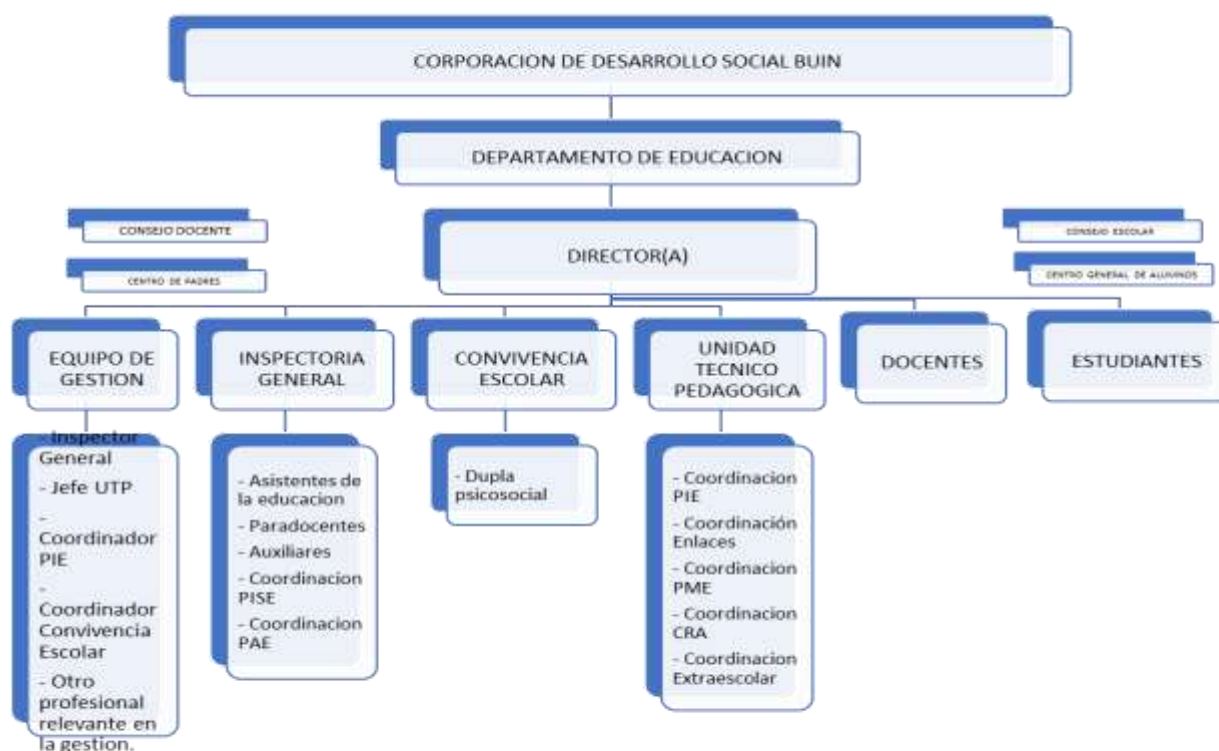 CORPORACION DE DESARROLLO SOCIAL BUIN
DEPARTAMENTO DE EDUCACION
CONSEJO DOCENTE
CENTRO DE PADRES
DIRECTOR(A)
CONSEJO ESCOLAR
CENTRO GENERAL DE ALUMNOS
EQUIPO DE
GESTION
INSPECTORIA
GENERAL
CONVIVENCIA
ESCOLAR
UNIDAD
TECNICO
PEDAGOGICA
DOCENTES
ESTUDIANTES
- Inspector
General
- Jefe UTP
-
Coordinador
PIE
-
Coordinador
Convivencia
Escolar
- Otro
profesional
relevante en
la gestion.
- Asistentes de
la educacion
- Paradocentes
- Auxiliares
- Coordinacion
PISE
- Coordinacion
PAE
- Dupla
psicosocial
- Coordinacion
PIE
- Coordinación
Enlaces
- Coordinacion
PME
- Coordinacion
CRA
- Coordinacion
Extraescolar